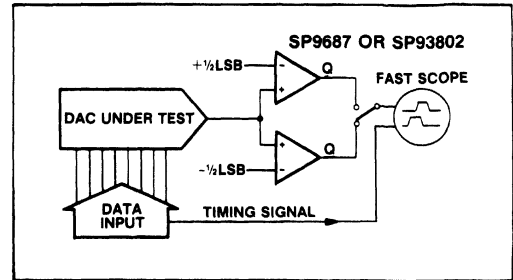 SP9687 OR SP93802
+½LSB
-
+
Q
FAST SCOPE
DAC UNDER TEST
+
-
-½LSB
Q
DATA
INPUT
TIMING SIGNAL